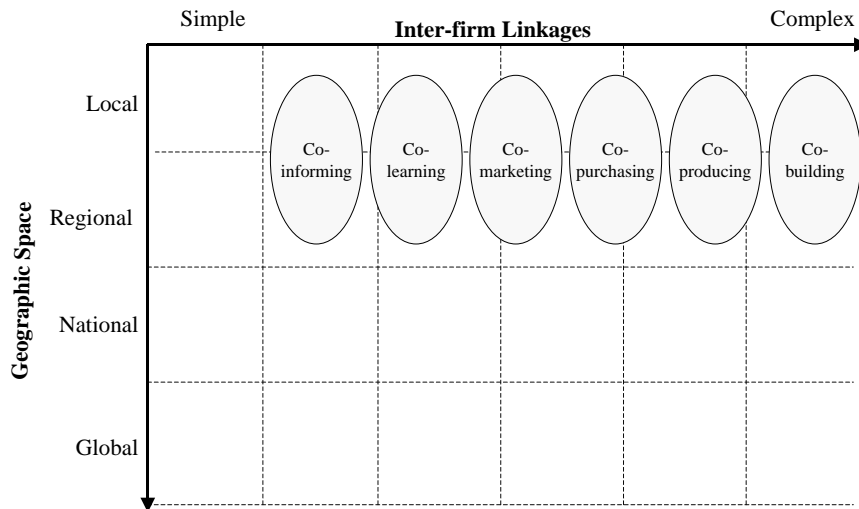 Simple
Complex
Inter-firm Linkages
Local
Regional
National
Global
Geographic Space
Co-
informing
Co-
learning
Co-
marketing
Co-
purchasing
Co-
producing
Co-
building